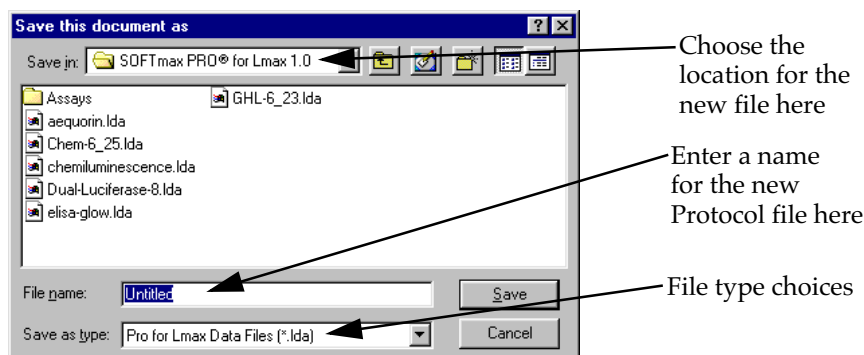 Save this document as
Save in: SOFTmax PRO® for Lmax 1.0
Assays
aequorin.lda
Chem-6_25.lda
chemiluminescence.lda
Dual-Luciferase-8.lda
elisa-glow.lda
GHL-6_23.lda
File name: Untitled
Save
Save as type: Pro for Lmax Data Files (*.lda)
Cancel
Choose the
location for the
new file here
Enter a name
for the new
Protocol file here
File type choices